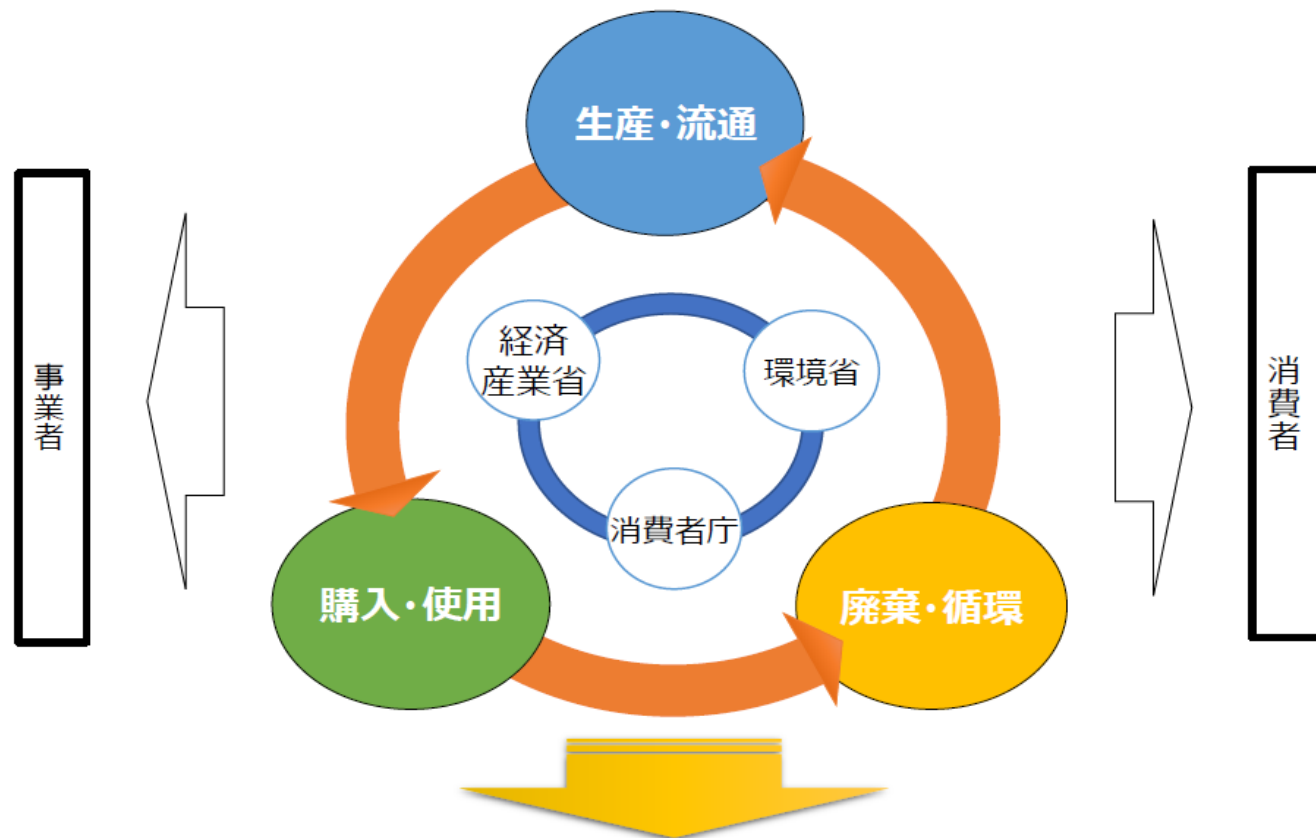 生産・流通
事業者
経済
産業省
環境省
消費者庁
消費者
購入・使用
廃棄・循環